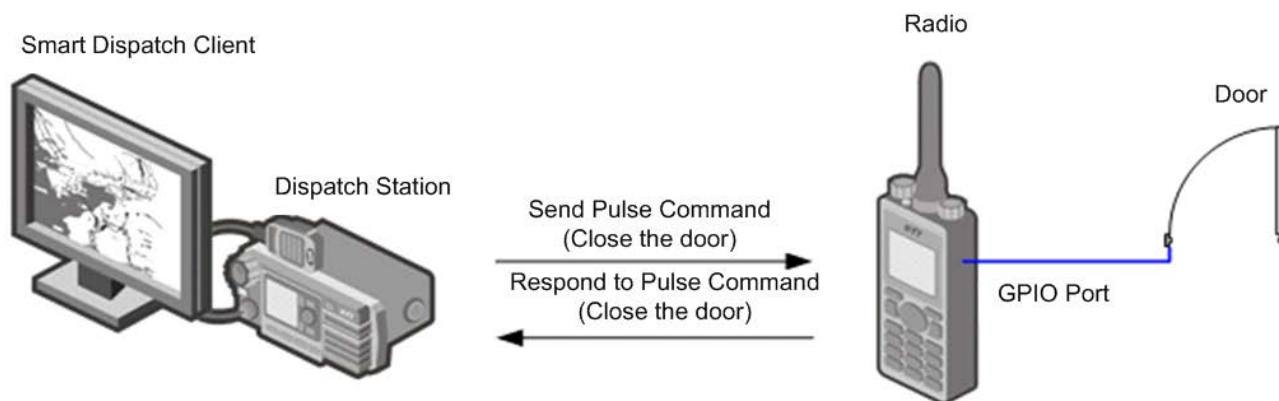 Smart Dispatch Client
Dispatch Station
Send Pulse Command
(Close the door)
Respond to Pulse Command
(Close the door)
Radio
GPIO Port
Door